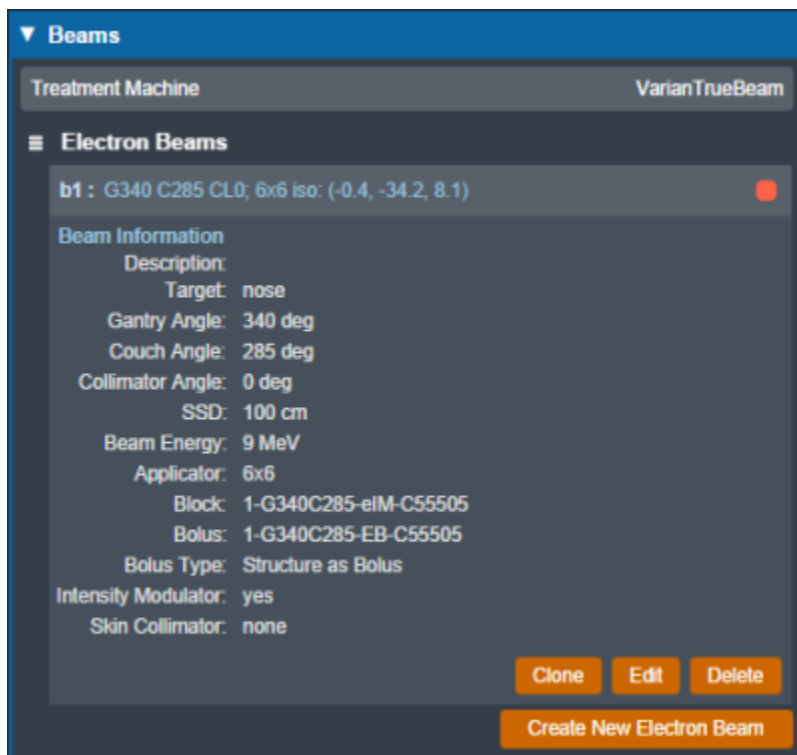 Beams
Treatment Machine VarianTrueBeam
Electron Beams
b1 : G340 C285 CL0; 6x6 iso: (-0.4, -34.2, 8.1)
Beam Information
Description:
Target: nose
Gantry Angle: 340 deg
Couch Angle: 285 deg
Collimator Angle: 0 deg
SSD: 100 cm
Beam Energy: 9 MeV
Applicator: 6x6
Block: 1-G340C285-eIM-C55505
Bolus: 1-G340C285-EB-C55505
Bolus Type: Structure as Bolus
Intensity Modulator: yes
Skin Collimator: none
Clone Edit Delete
Create New Electron Beam